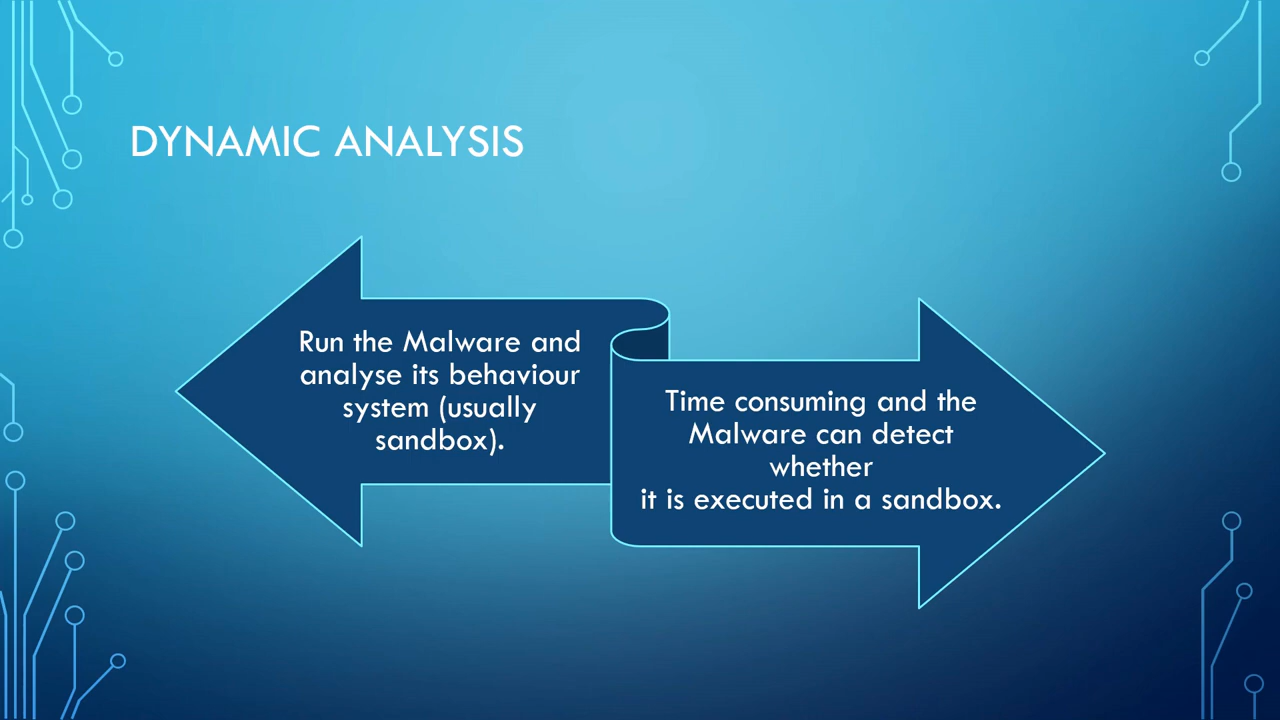 DYNAMIC ANALYSIS
Run the Malware and
analyse its behaviour
system (usually
sandbox).
Time consuming and the
Malware can detect
whether
it is executed in a sandbox.